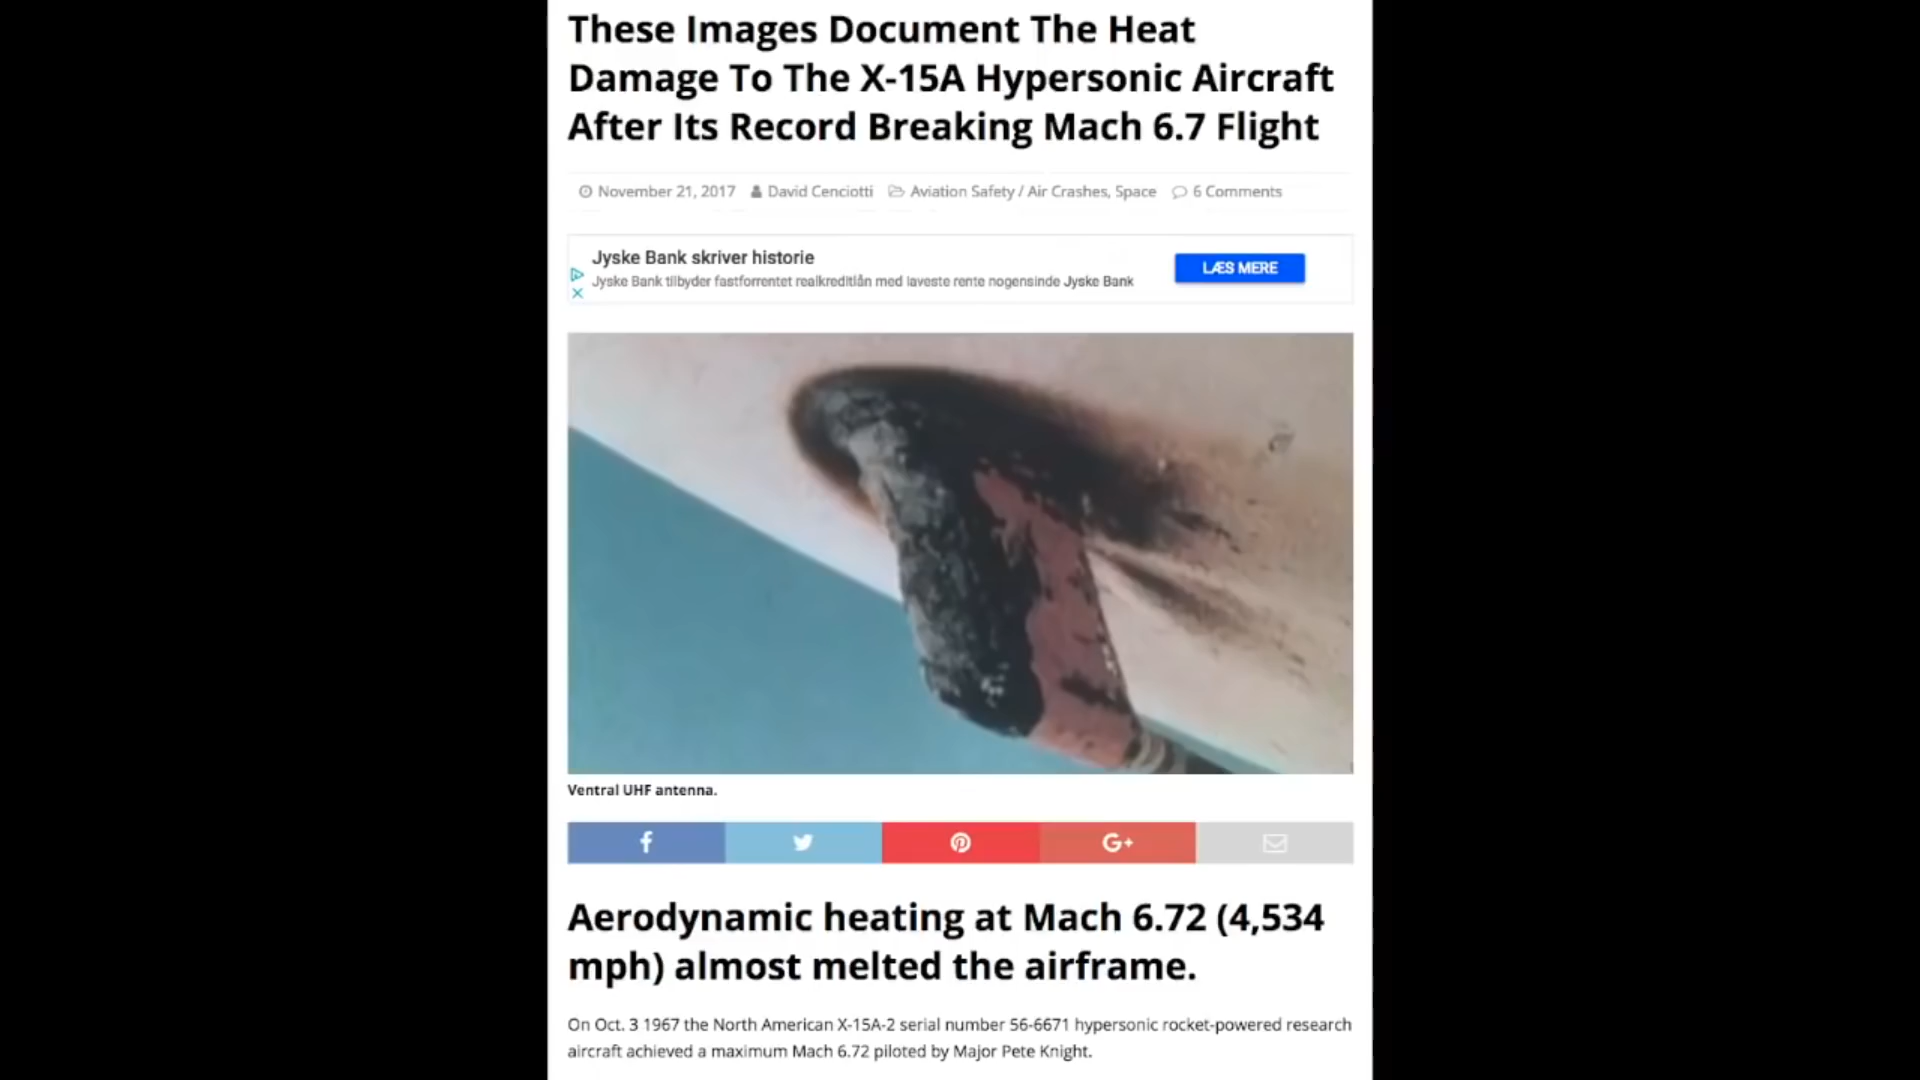 These Images Document The Heat
Damage To The X-15A Hypersonic Aircraft
After Its Record Breaking Mach 6.7 Flight
November 21, 2017 David Cenciotti Aviation Safety / Air Crashes, Space 6 Comments
Jyske Bank skriver historie
Jyske Bank tilbyder fastforrentet realkreditlån med laveste rente nogensinde Jyske Bank
LÆS MERE
Ventral UHF antenna.
Aerodynamic heating at Mach 6.72 (4,534
mph) almost melted the airframe.
On Oct. 3 1967 the North American X-15A-2 serial number 56-6671 hypersonic rocket-powered research
aircraft achieved a maximum Mach 6.72 piloted by Major Pete Knight.